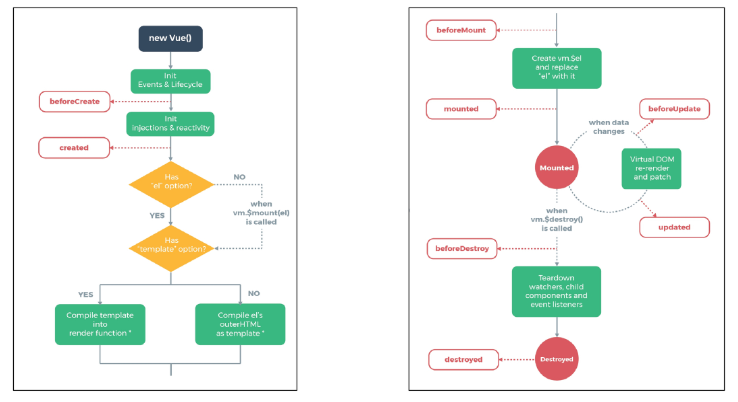 new Vue()
Init
Events & Lifecycle
beforeCreate
Init
injections & reactivity
created
Has
"el" option?
NO
when
vm.$mount(el)
is called
YES
Has
"template" option?
YES
NO
Compile template
into
render function *
Compile el's
outerHTML
as template *
beforeMount
Create vm.$el
and replace
"el" with it
mounted
beforeUpdate
when data
changes
Mounted
Virtual DOM
re-render
and patch
when
vm.$destroy()
is called
updated
beforeDestroy
Teardown
watchers, child
components and
event listeners
destroyed
Destroyed